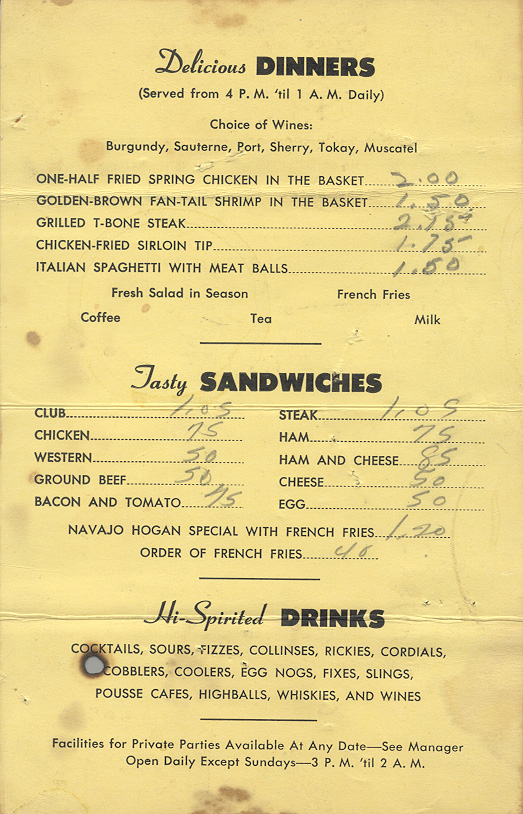 Delicious DINNERS
(Served from 4 P. M. 'til 1 A. M. Daily)
Choice of Wines:
Burgundy, Sauterne, Port, Sherry, Tokay, Muscatel
ONE-HALF FRIED SPRING CHICKEN IN THE BASKET 2.00
GOLDEN-BROWN FAN-TAIL SHRIMP IN THE BASKET 1.50
GRILLED T-BONE STEAK 2.75
CHICKEN-FRIED SIRLOIN TIP 1.75
ITALIAN SPAGHETTI WITH MEAT BALLS 1.50
Fresh Salad in Season French Fries
Coffee Tea Milk
Tasty SANDWICHES
CLUB 1.05 STEAK 1.05
CHICKEN 75 HAM 75
WESTERN 50 HAM AND CHEESE 85
GROUND BEEF 50 CHEESE 50
BACON AND TOMATO 75 EGG 50
NAVAJO HOGAN SPECIAL WITH FRENCH FRIES 1.20
ORDER OF FRENCH FRIES 40
Hi-Spirited DRINKS
COCKTAILS, SOURS, FIZZES, COLLINSES, RICKIES, CORDIALS,
COBBLERS, COOLERS, EGG NOGS, FIXES, SLINGS,
POUSSE CAFES, HIGHBALLS, WHISKIES, AND WINES
Facilities for Private Parties Available At Any Date—See Manager
Open Daily Except Sundays—3 P. M. 'til 2 A. M.